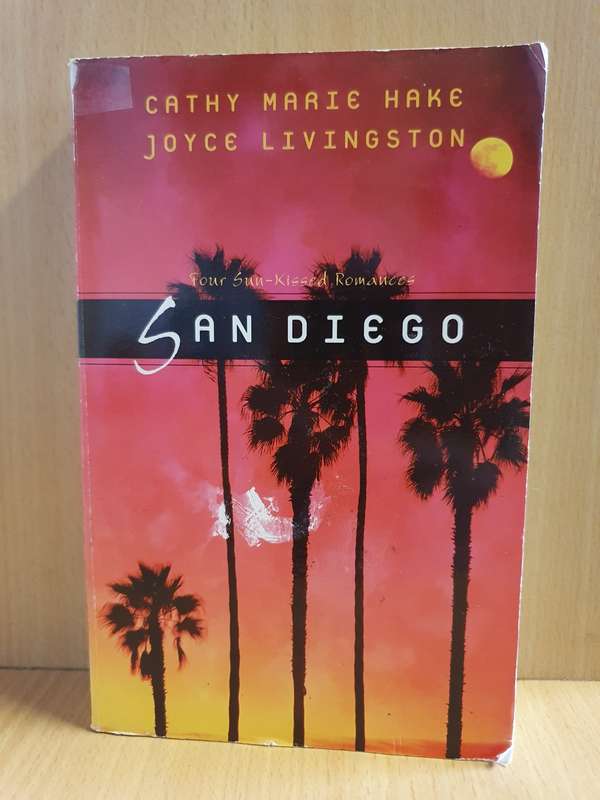 CATHY MARIE HAKE
JOYCE LIVINGSTON
Four Sun-Kissed Romances
SAN DIEGO